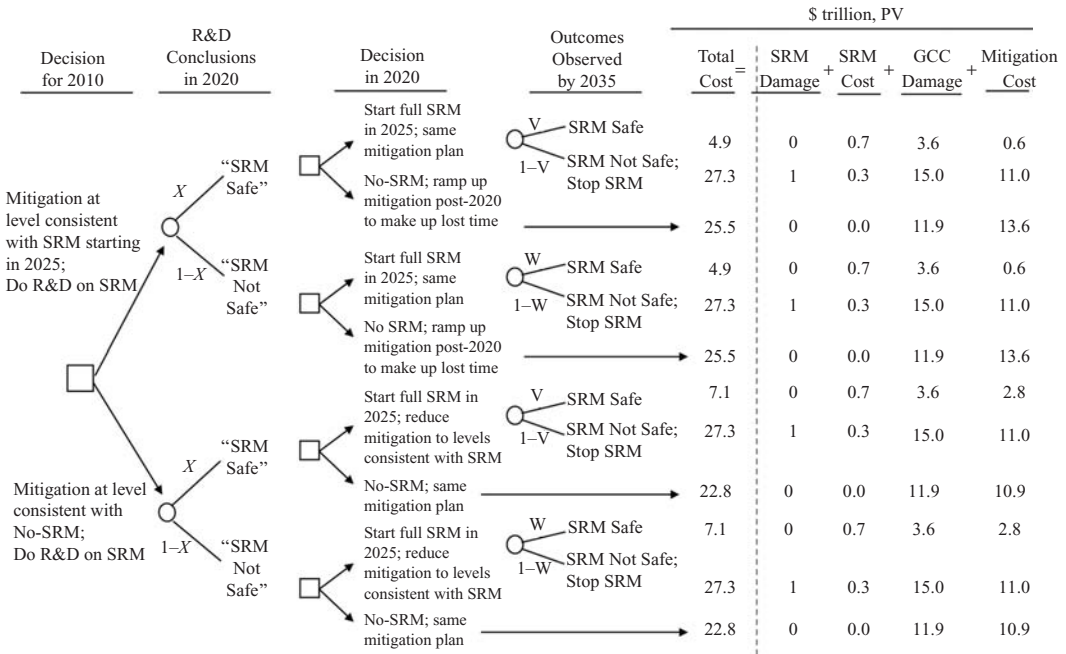 $ trillion, PV
Decision
for 2010
R&D
Conclusions
in 2020
Decision
in 2020
Outcomes
Observed
by 2035
Total
Cost
=
SRM
Damage
+
SRM
Cost
+
GCC
Damage
+
Mitigation
Cost
Mitigation at
level consistent
with SRM starting
in 2025;
Do R&D on SRM
X
“SRM
Safe”
1–X
“SRM
Not
Safe”
Start full SRM
in 2025; same
mitigation plan
V
SRM Safe
4.9 0 0.7 3.6 0.6
1–V
SRM Not Safe;
Stop SRM
27.3 1 0.3 15.0 11.0
No-SRM; ramp up
mitigation post-2020
to make up lost time
25.5 0 0.0 11.9 13.6
Start full SRM
in 2025; same
mitigation plan
W
SRM Safe
4.9 0 0.7 3.6 0.6
1–W
SRM Not Safe;
Stop SRM
27.3 1 0.3 15.0 11.0
No SRM; ramp up
mitigation post-2020
to make up lost time
25.5 0 0.0 11.9 13.6
Mitigation at level
consistent with
No-SRM;
Do R&D on SRM
X
“SRM
Safe”
1–X
“SRM
Not
Safe”
Start full SRM in
2025; reduce
mitigation to levels
consistent with SRM
V
SRM Safe
7.1 0 0.7 3.6 2.8
1–V
SRM Not Safe;
Stop SRM
27.3 1 0.3 15.0 11.0
No-SRM; same
mitigation plan
22.8 0 0.0 11.9 10.9
Start full SRM in
2025; reduce
mitigation to levels
consistent with SRM
W
SRM Safe
7.1 0 0.7 3.6 2.8
1–W
SRM Not Safe;
Stop SRM
27.3 1 0.3 15.0 11.0
No-SRM; same
mitigation plan
22.8 0 0.0 11.9 10.9